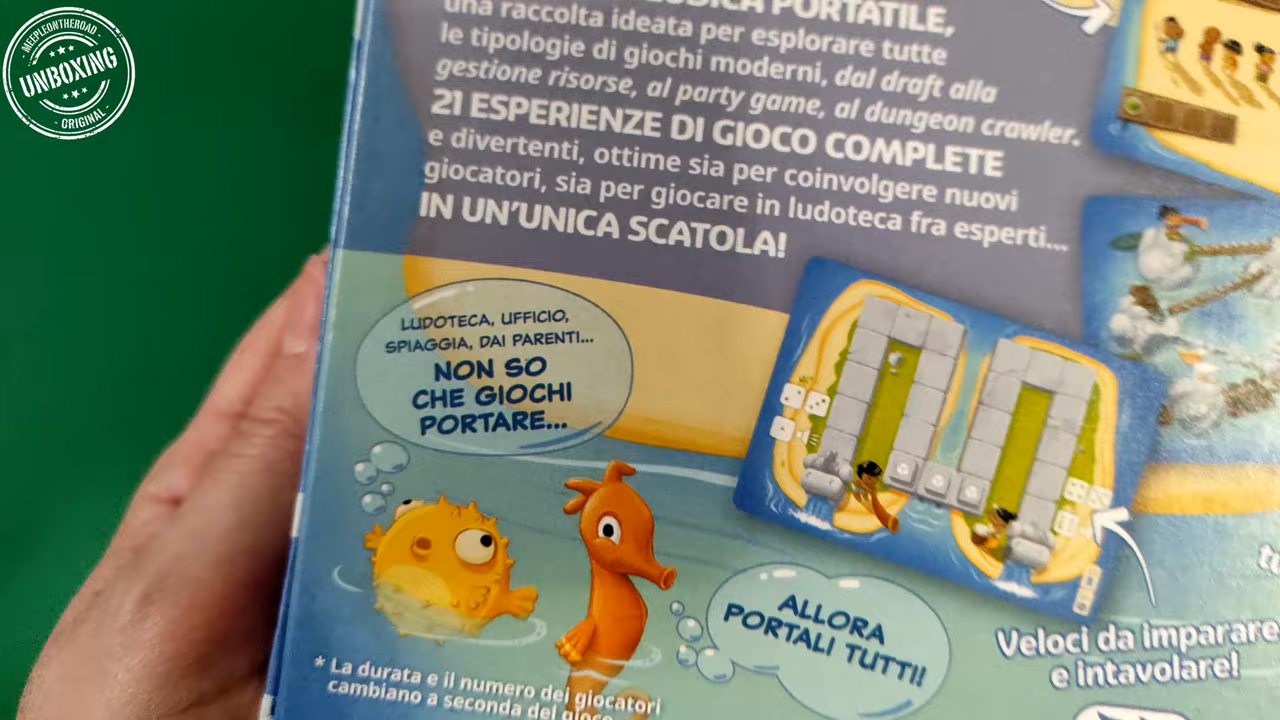 MEEPLEONTHEROAD
UNBOXING
ORIGINAL
PORTATILE,
una raccolta ideata per esplorare tutte
le tipologie di giochi moderni, dal draft alla
gestione risorse, al party game, al dungeon crawler.
21 ESPERIENZE DI GIOCO COMPLETE
e divertenti, ottime sia per coinvolgere nuovi
giocatori, sia per giocare in ludoteca fra esperti...
IN UN'UNICA SCATOLA!
LUDOTECA, UFFICIO,
SPIAGGIA, DAI PARENTI...
NON SO
CHE GIOCHI
PORTARE...
ALLORA
PORTALI TUTTI!
Veloci da imparare
e intavolare!
* La durata e il numero dei giocatori
cambiano a seconda del gioco